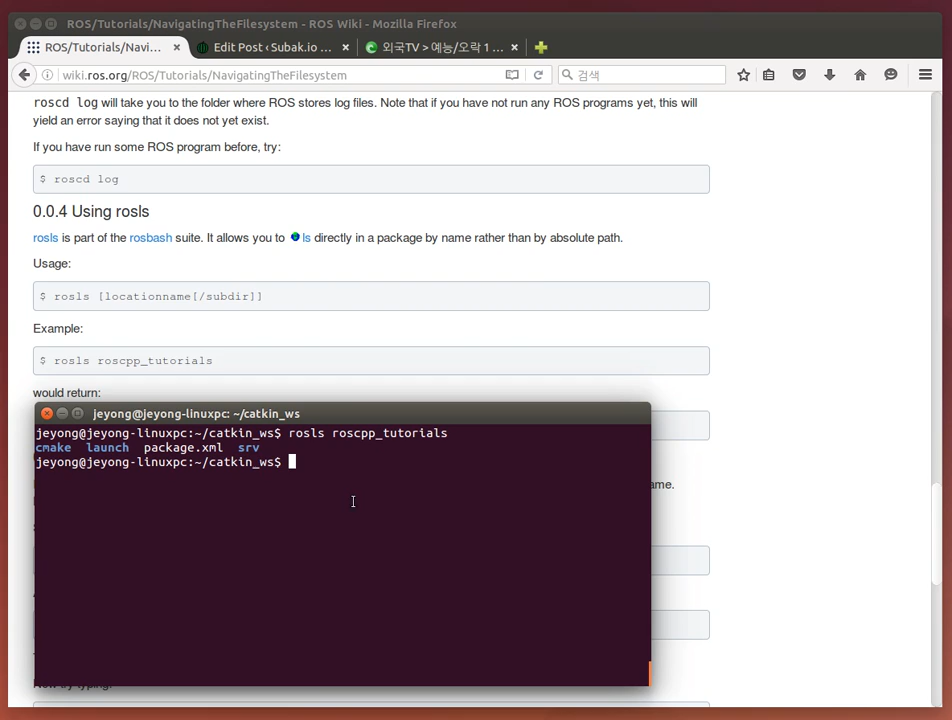 ROS/Tutorials/NavigatingTheFilesystem - ROS Wiki - Mozilla Firefox
ROS/Tutorials/Navi... × Edit Post ‹ Subak.io ... × 외국TV > 예능/오락 1 ... ×
wiki.ros.org/ROS/Tutorials/NavigatingTheFilesystem 검색
roscd log will take you to the folder where ROS stores log files. Note that if you have not run any ROS programs yet, this will
yield an error saying that it does not yet exist.
If you have run some ROS program before, try:
$ roscd log
0.0.4 Using rosls
rosls is part of the rosbash suite. It allows you to ls directly in a package by name rather than by absolute path.
Usage:
$ rosls [locationname[/subdir]]
Example:
$ rosls roscpp_tutorials
would return:
jeyong@jeyong-linuxpc: ~/catkin_ws
jeyong@jeyong-linuxpc:~/catkin_ws$ rosls roscpp_tutorials
cmake launch package.xml srv
jeyong@jeyong-linuxpc:~/catkin_ws$
ame.
Now try typing: